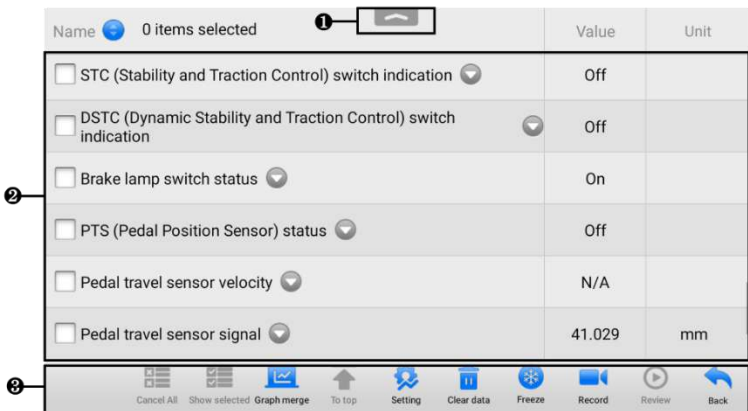 Name 0 items selected ❶ Value Unit
STC (Stability and Traction Control) switch indication Off
DSTC (Dynamic Stability and Traction Control) switch
indication Off
❷ Brake lamp switch status On
PTS (Pedal Position Sensor) status Off
Pedal travel sensor velocity N/A
Pedal travel sensor signal 41.029 mm
❸ Cancel All Show selected Graph merge To top Setting Clear data Freeze Record Review Back